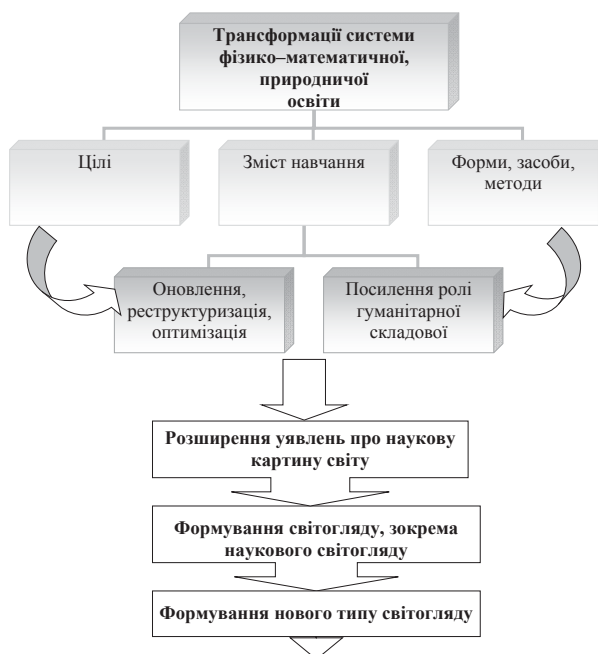 Трансформації системи
фізико–математичної,
природничої
освіти
Цілі
Зміст навчання
Форми, засоби,
методи
Оновлення,
реструктуризація,
оптимізація
Посилення ролі
гуманітарної
складової
Розширення уявлень про наукову
картину світу
Формування світогляду, зокрема
наукового світогляду
Формування нового типу світогляду